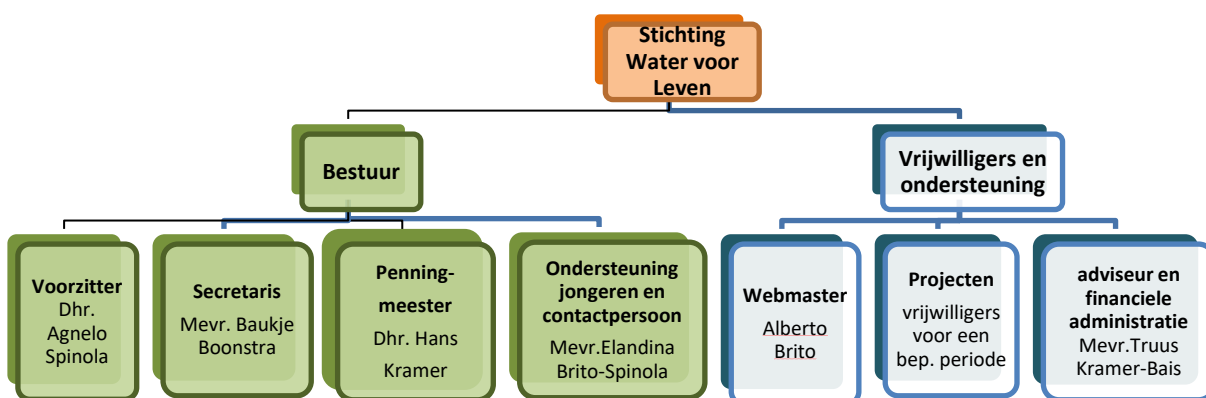 Stichting
Water voor
Leven
Bestuur
Vrijwilligers en
ondersteuning
Voorzitter
Dhr.
Agnelo
Spinola
Secretaris
Mevr. Baukje
Boonstra
Penning-
meester
Dhr. Hans
Kramer
Ondersteuning
jongeren en
contactpersoon
Mevr.Elandina
Brito-Spinola
Webmaster
Alberto
Brito
Projecten
vrijwilligers
voor een
bep. periode
adviseur en
financiele
administratie
Mevr.Truus
Kramer-Bais